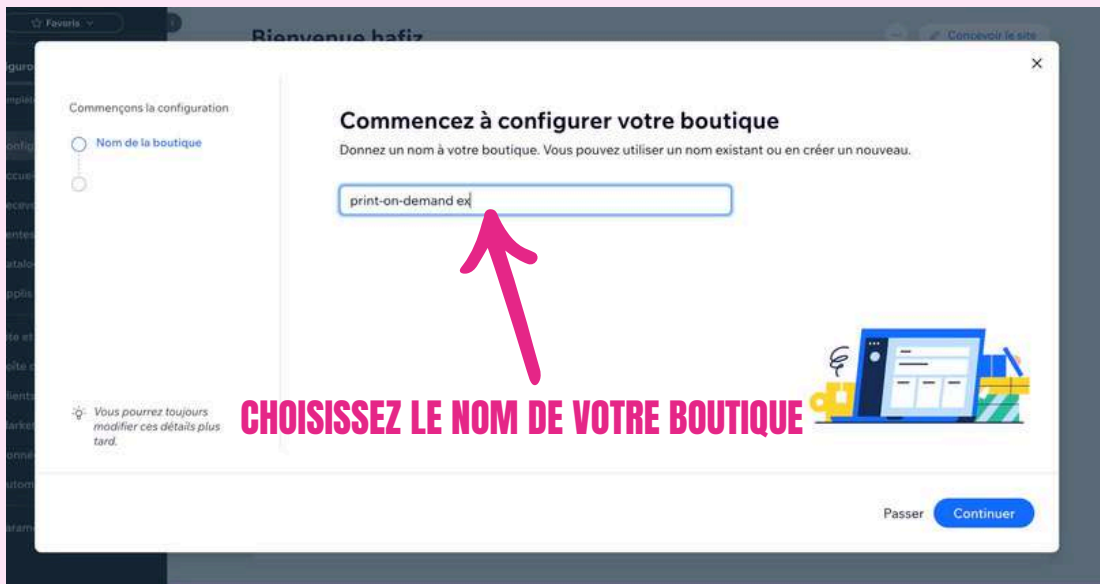 Favoris
Bienvenue hafiz
Concevoir le site
Commençons la configuration
Nom de la boutique
Commencez à configurer votre boutique
Donnez un nom à votre boutique. Vous pouvez utiliser un nom existant ou en créer un nouveau.
print-on-demand ex
CHOISISSEZ LE NOM DE VOTRE BOUTIQUE
Vous pourrez toujours
modifier ces détails plus
tard.
Passer
Continuer